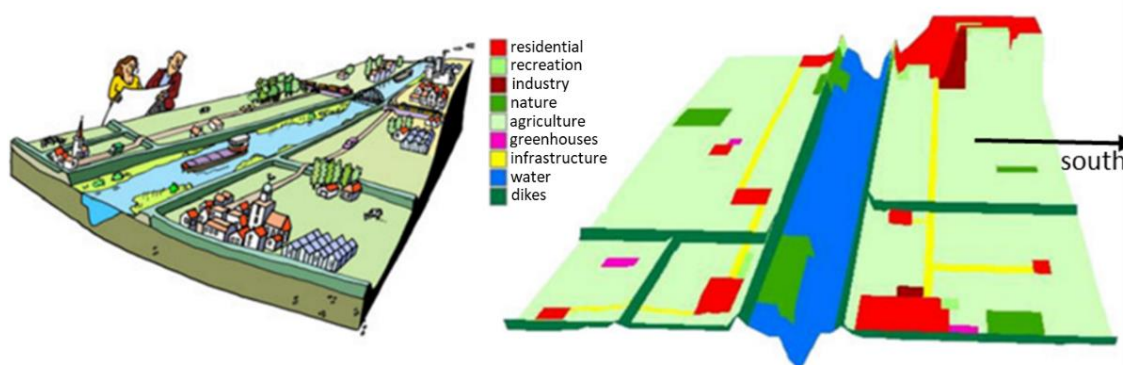 residential
recreation
industry
nature
agriculture
greenhouses
infrastructure
water
dikes
south